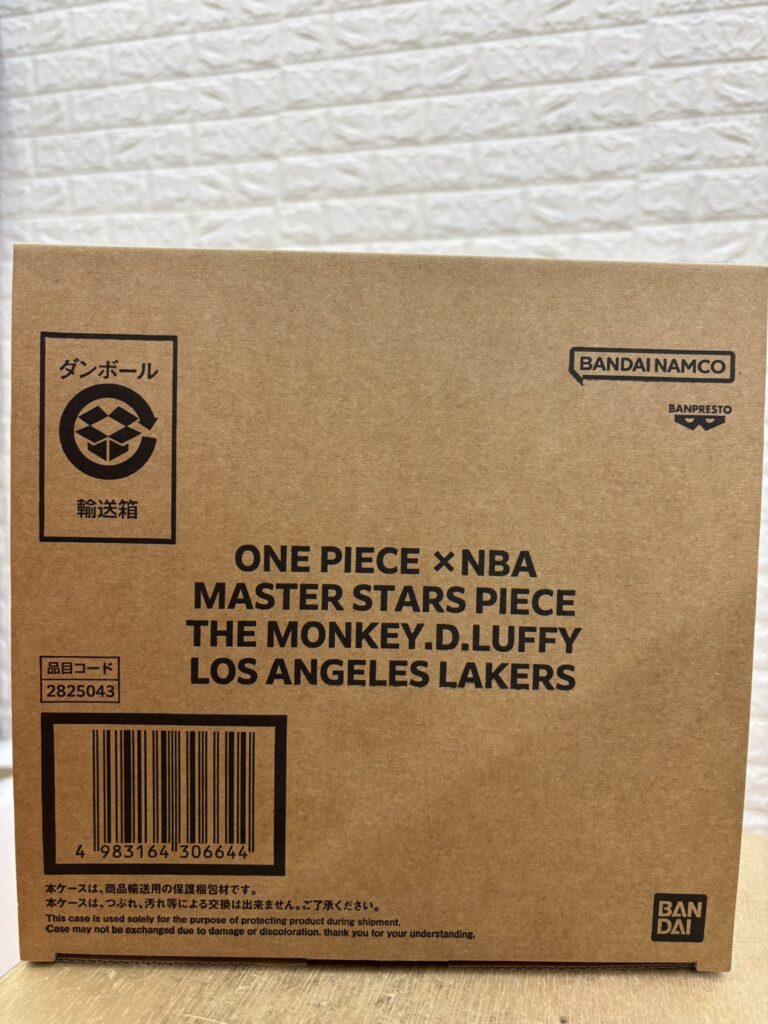 ダンボール
輸送箱
BANDAI NAMCO
BANPRESTO
ONE PIECE ×NBA
MASTER STARS PIECE
THE MONKEY.D.LUFFY
LOS ANGELES LAKERS
品目コード
2825043
4 983164 306644
本ケースは、商品輸送用の保護梱包材です。
本ケースは、つぶれ、汚れ等による交換は出来ません。ご了承ください。
This case is used solely for the purpose of protecting product during shipment.
Case may not be exchanged due to damage or discoloration. thank you for your understanding.
BAN
DAI